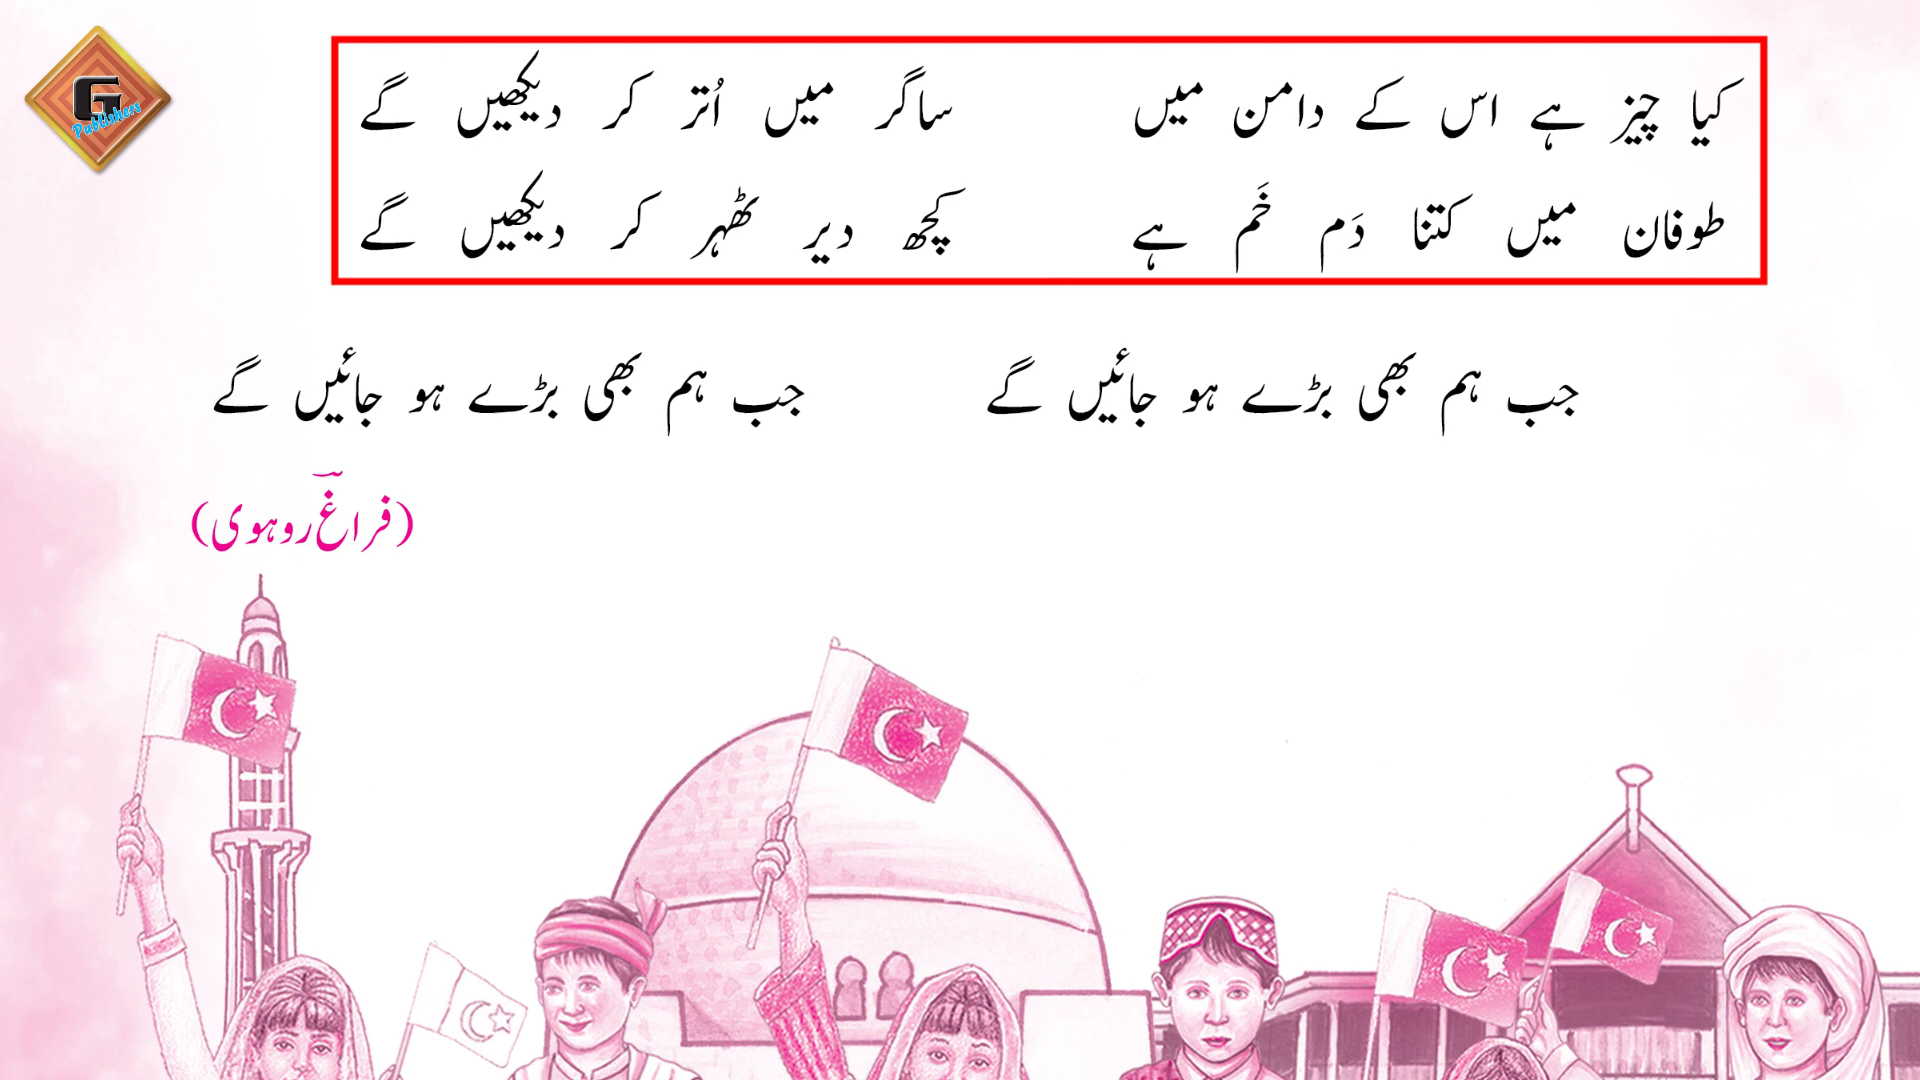 G
Publishers
کیا چیز ہے اس کے دامن میں ساگر میں اُتر کر دیکھیں گے
طوفان میں کتنا دَم خَم ہے کچھ دیر ٹھہر کر دیکھیں گے
جب ہم بھی بڑے ہو جائیں گے جب ہم بھی بڑے ہو جائیں گے
(فراغؔ روہوی)